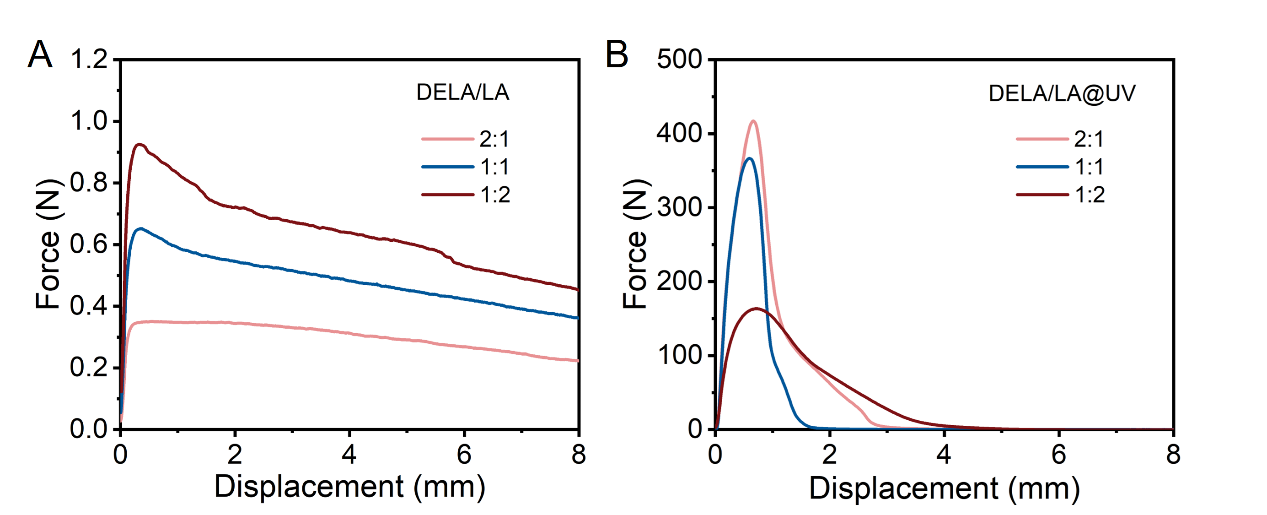 A
Force (N)
1.2
1.0
0.8
0.6
0.4
0.2
0.0
DELA/LA
2:1
1:1
1:2
0 2 4 6 8
Displacement (mm)
B
Force (N)
500
400
300
200
100
0
DELA/LA@UV
2:1
1:1
1:2
0 2 4 6 8
Displacement (mm)